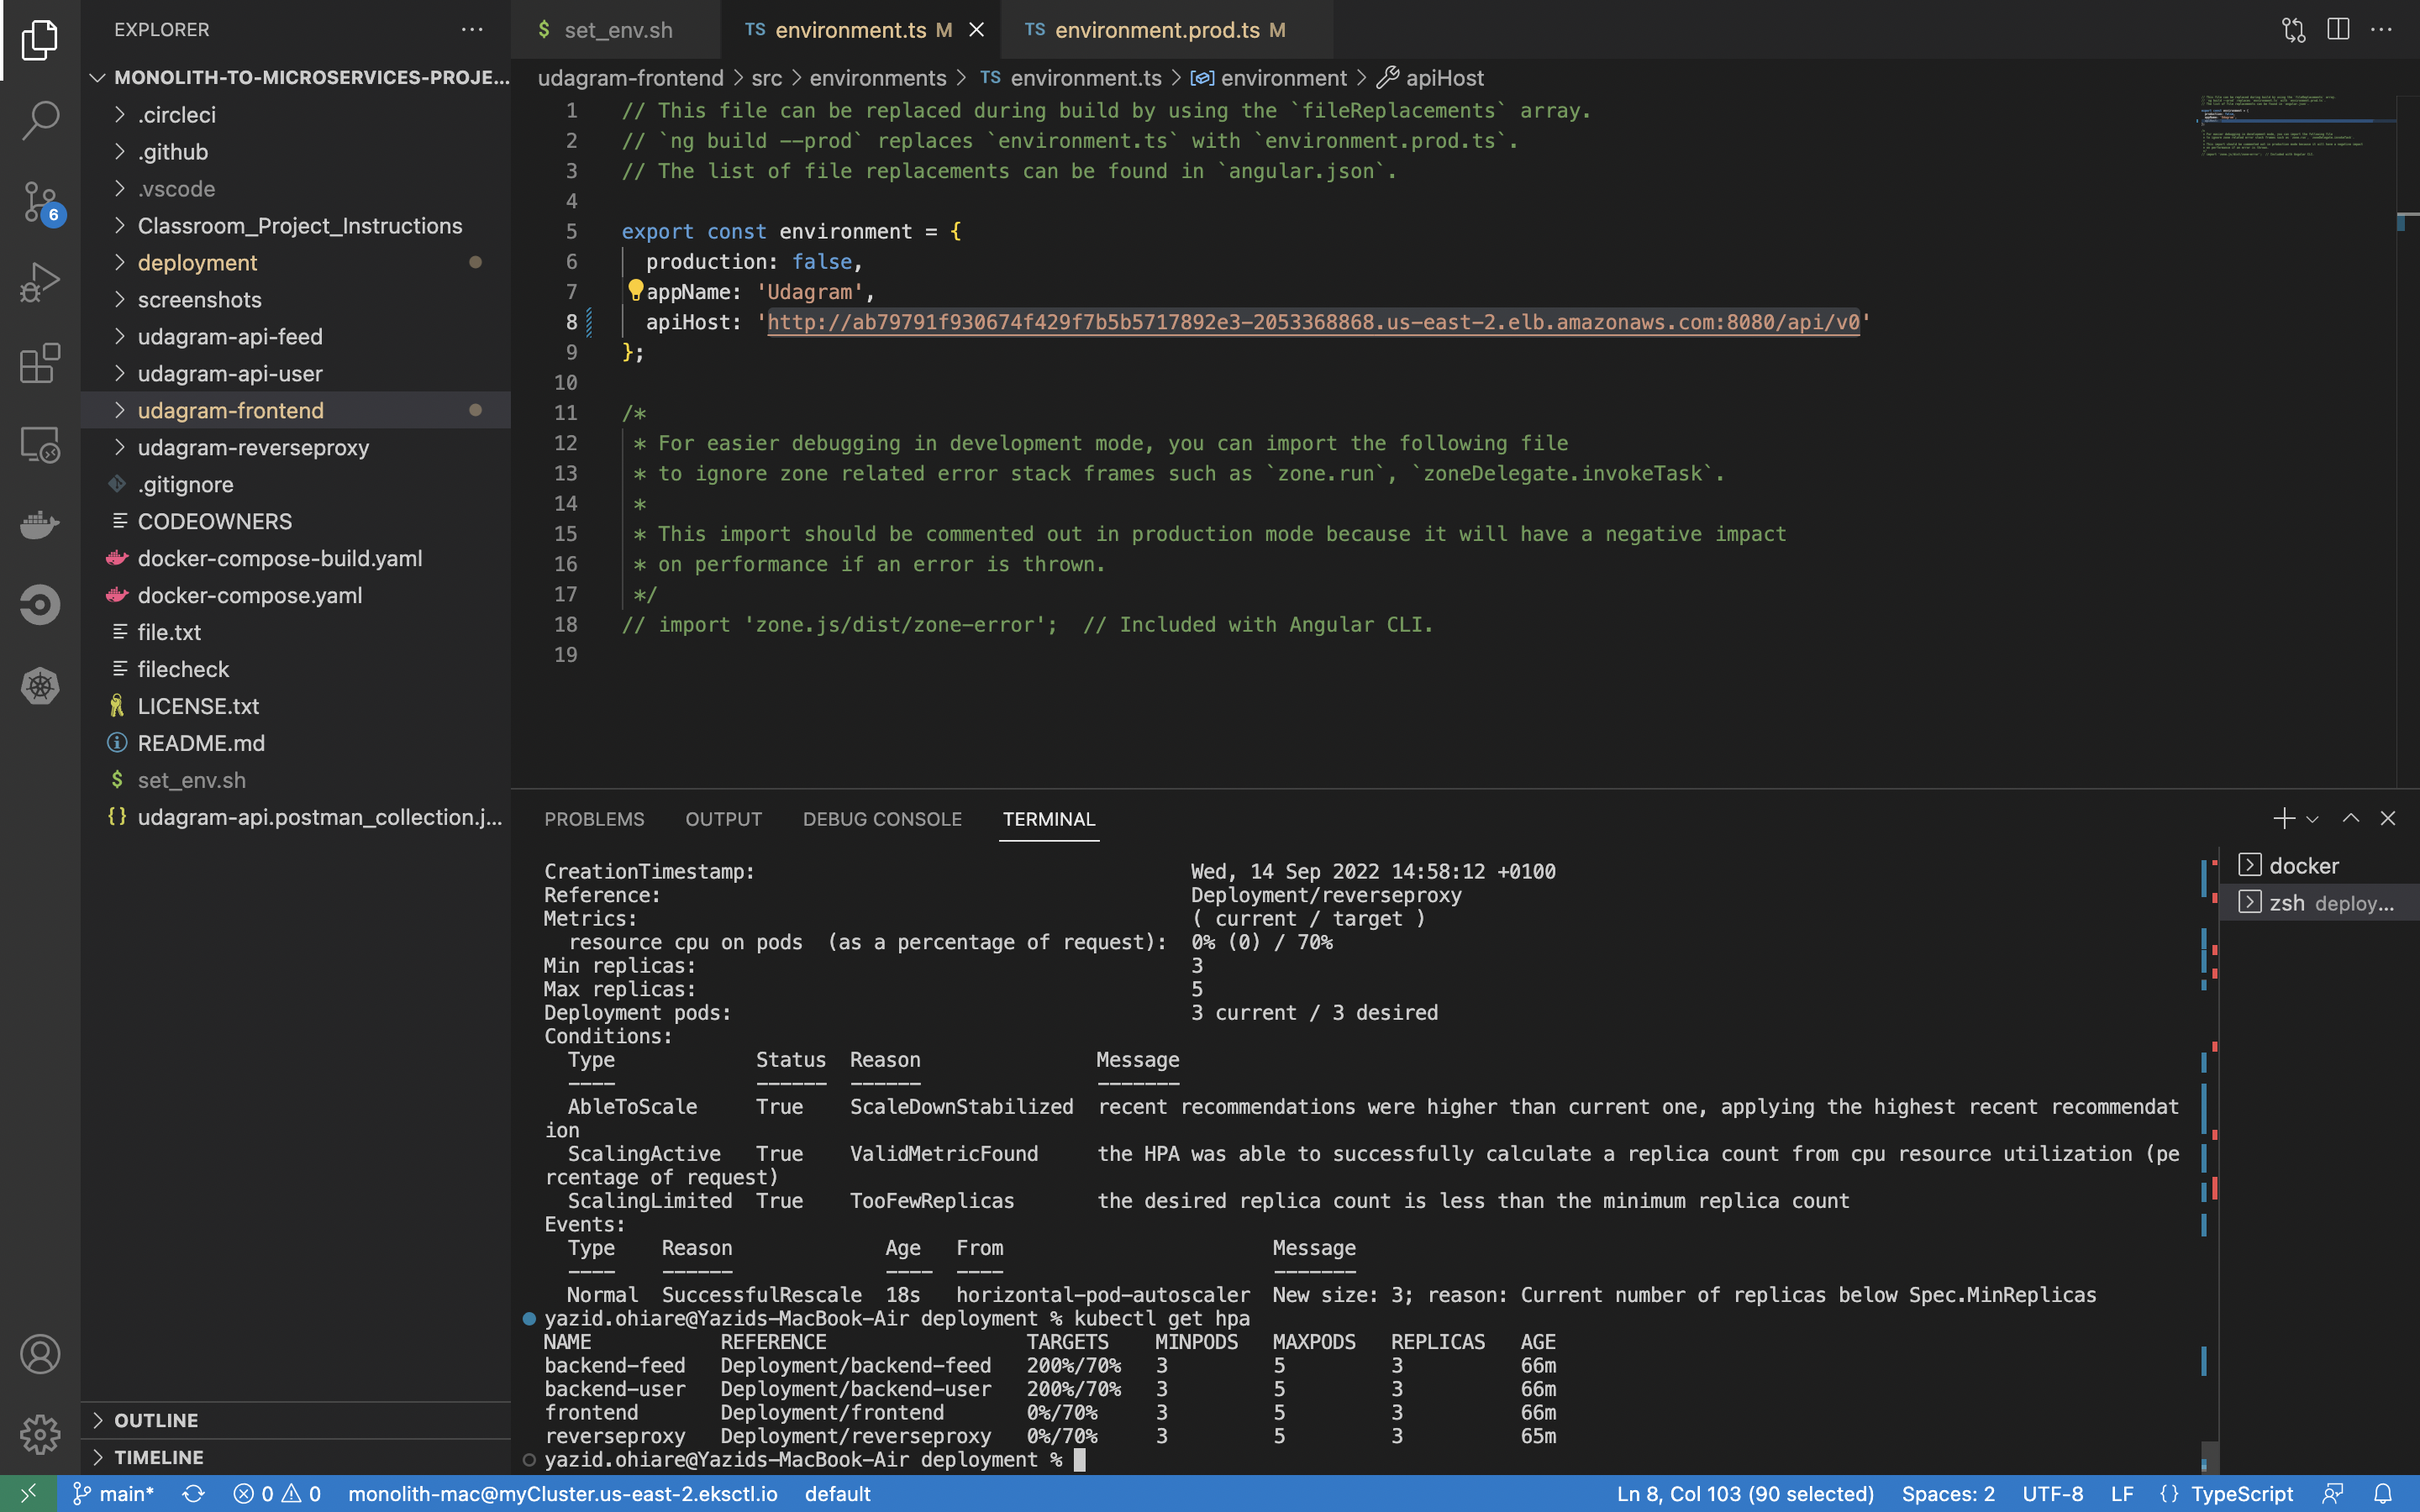 EXPLORER
MONOLITH-TO-MICROSERVICES-PROJE...
.circleci
.github
.vscode
Classroom_Project_Instructions
deployment
screenshots
udagram-api-feed
udagram-api-user
udagram-frontend
udagram-reverseproxy
.gitignore
CODEOWNERS
docker-compose-build.yaml
docker-compose.yaml
file.txt
filecheck
LICENSE.txt
README.md
$ set_env.sh
{} udagram-api.postman_collection.j...
OUTLINE
TIMELINE
6
$ set_env.sh
TS environment.ts M
TS environment.prod.ts M
udagram-frontend > src > environments > TS environment.ts > environment > apiHost
1 // This file can be replaced during build by using the `fileReplacements` array.
2 // `ng build --prod` replaces `environment.ts` with `environment.prod.ts`.
3 // The list of file replacements can be found in `angular.json`.
4
5 export const environment = {
6 production: false,
7 appName: 'Udagram',
8 apiHost: 'http://ab79791f930674f429f7b5b5717892e3-2053368868.us-east-2.elb.amazonaws.com:8080/api/v0'
9 };
10
11 /*
12 * For easier debugging in development mode, you can import the following file
13 * to ignore zone related error stack frames such as `zone.run`, `zoneDelegate.invokeTask`.
14 *
15 * This import should be commented out in production mode because it will have a negative impact
16 * on performance if an error is thrown.
17 */
18 // import 'zone.js/dist/zone-error';  // Included with Angular CLI.
19
PROBLEMS OUTPUT DEBUG CONSOLE TERMINAL
docker
zsh deploy...
CreationTimestamp: Wed, 14 Sep 2022 14:58:12 +0100
Reference: Deployment/reverseproxy
Metrics: ( current / target )
resource cpu on pods  (as a percentage of request): 0% (0) / 70%
Min replicas: 3
Max replicas: 5
Deployment pods: 3 current / 3 desired
Conditions:
Type Status Reason Message
---- ------ ------ -------
AbleToScale True ScaleDownStabilized recent recommendations were higher than current one, applying the highest recent recommendat
ion
ScalingActive True ValidMetricFound the HPA was able to successfully calculate a replica count from cpu resource utilization (pe
rcentage of request)
ScalingLimited True TooFewReplicas the desired replica count is less than the minimum replica count
Events:
Type Reason Age From Message
---- ------ ---- ---- -------
Normal SuccessfulRescale 18s horizontal-pod-autoscaler New size: 3; reason: Current number of replicas below Spec.MinReplicas
yazid.ohiare@Yazids-MacBook-Air deployment % kubectl get hpa
NAME REFERENCE TARGETS MINPODS MAXPODS REPLICAS AGE
backend-feed Deployment/backend-feed 200%/70% 3 5 3 66m
backend-user Deployment/backend-user 200%/70% 3 5 3 66m
frontend Deployment/frontend 0%/70% 3 5 3 66m
reverseproxy Deployment/reverseproxy 0%/70% 3 5 3 65m
yazid.ohiare@Yazids-MacBook-Air deployment %
main* 0 0 monolith-mac@myCluster.us-east-2.eksctl.io default Ln 8, Col 103 (90 selected) Spaces: 2 UTF-8 LF {} TypeScript